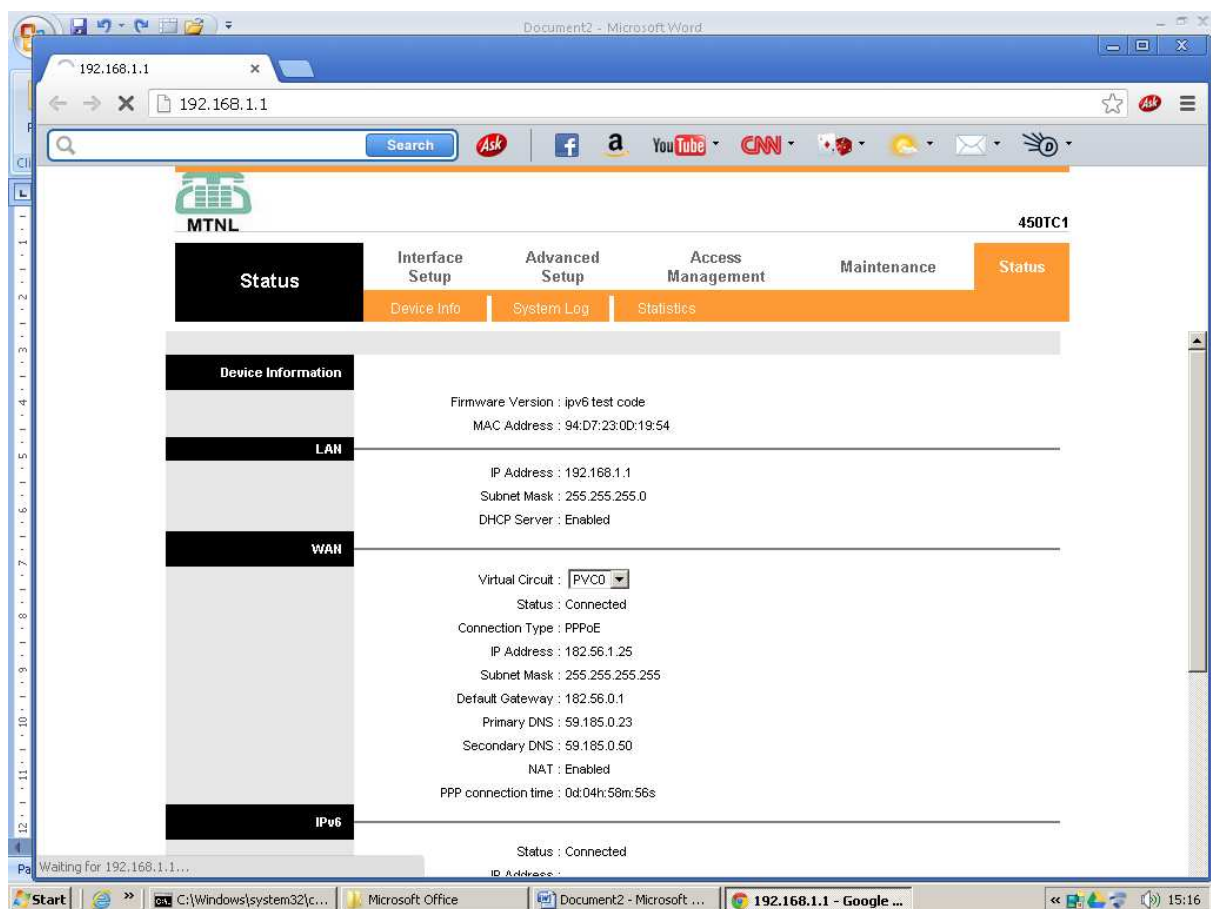 Document2 - Microsoft Word
192.168.1.1
192.168.1.1
Ask
Search
Ask
f
a
YouTube
CNN
D
MTNL
450TC1
Status
Interface Setup
Advanced Setup
Access Management
Maintenance
Status
Device Info
System Log
Statistics
Device Information
Firmware Version : ipv6 test code
MAC Address : 94:D7:23:0D:19:54
LAN
IP Address : 192.168.1.1
Subnet Mask : 255.255.255.0
DHCP Server : Enabled
WAN
Virtual Circuit : PVC0
Status : Connected
Connection Type : PPPoE
IP Address : 182.56.1.25
Subnet Mask : 255.255.255.255
Default Gateway : 182.56.0.1
Primary DNS : 59.185.0.23
Secondary DNS : 59.185.0.50
NAT : Enabled
PPP connection time : 0d:04h:58m:56s
IPv6
Status : Connected
IP Address :
Waiting for 192.168.1.1...
Start
C:\Windows\system32\c...
Microsoft Office
Document2 - Microsoft ...
192.168.1.1 - Google ...
15:16